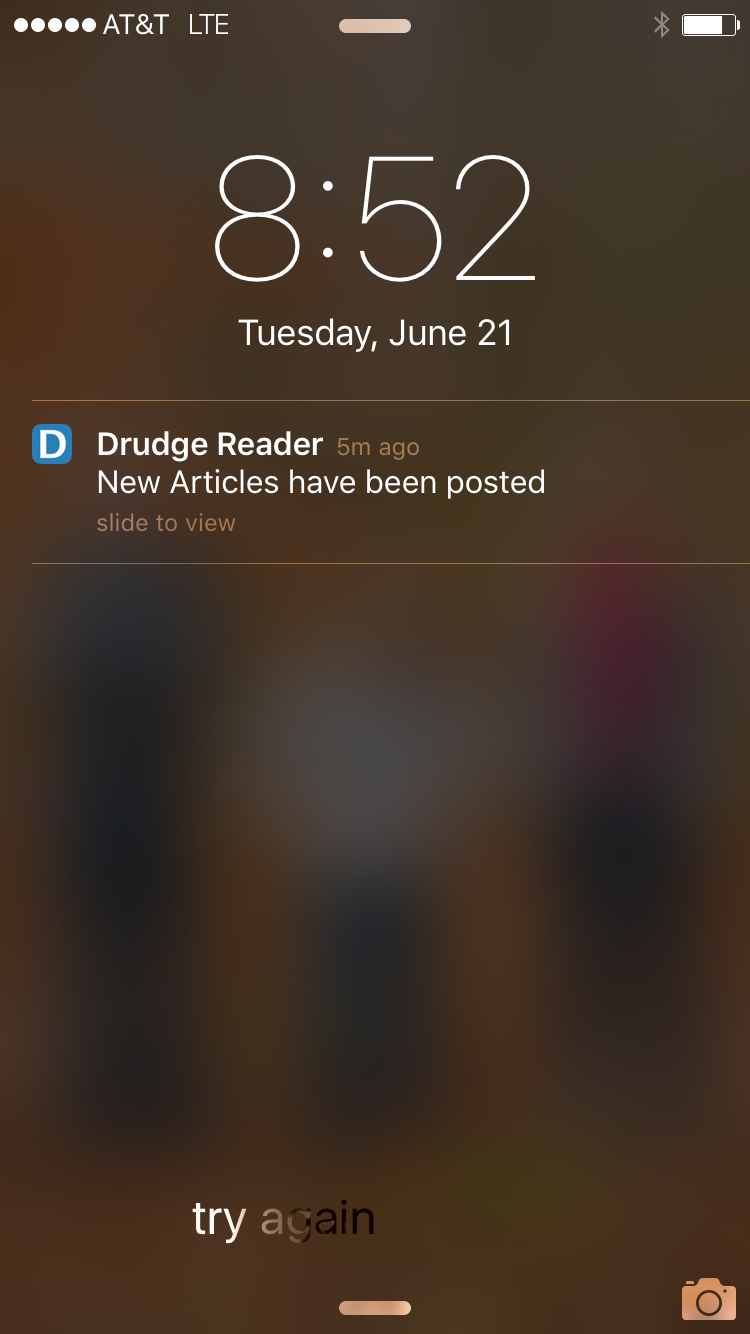 AT&T LTE
8:52
Tuesday, June 21
D Drudge Reader 5m ago
New Articles have been posted
slide to view
try again